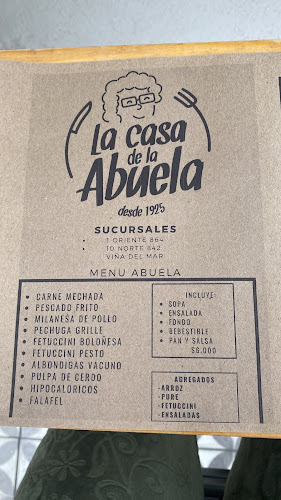 La casa
de la
Abuela
desde 1925
SUCURSALES
• 1 ORIENTE 864
• 10 NORTE 842
VIÑA DEL MAR
MENU ABUELA
• CARNE MECHADA
• PESCADO FRITO
• MILANESA DE POLLO
• PECHUGA GRILLE
• FETUCCINI BOLOÑESA
• FETUCCINI PESTO
• ALBONDIGAS VACUNO
• PULPA DE CERDO
• HIPOCALORICOS
• FALAFEL
INCLUYE:
• SOPA
• ENSALADA
• FONDO
• BEBESTIBLE
• PAN Y SALSA
$6.000
AGREGADOS
-ARROZ
-PURE
-FETUCCINI
-ENSALADAS